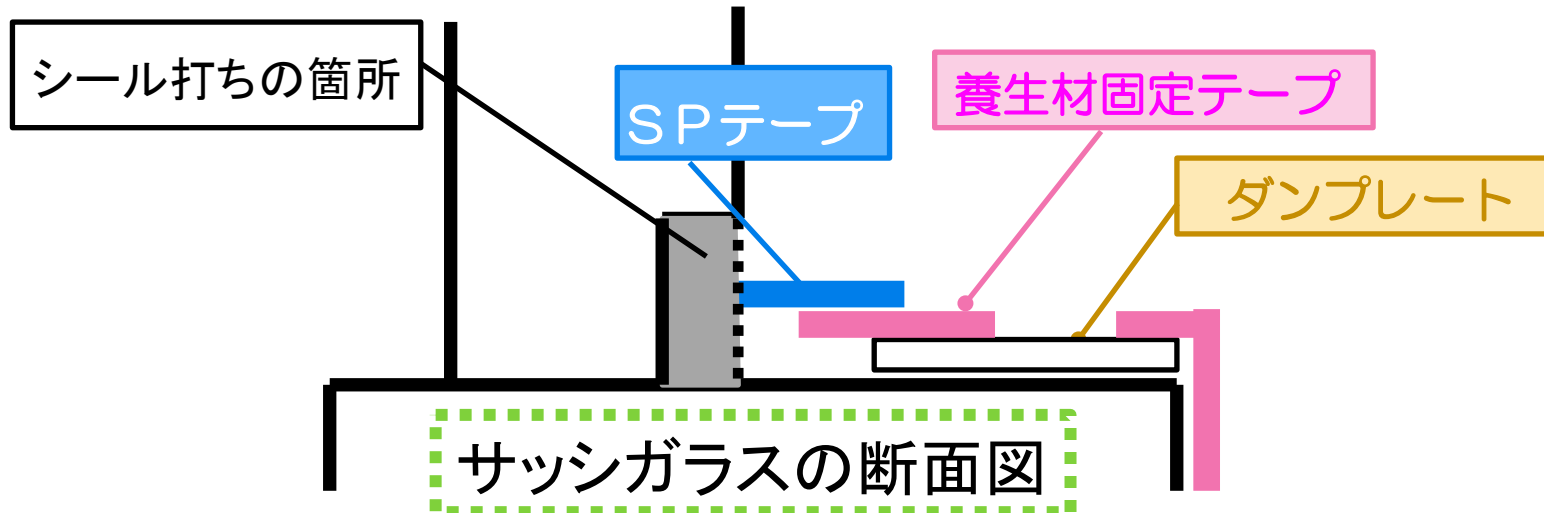 シール打ちの箇所
SPテープ
養生材固定テープ
ダンプレート
サッシガラスの断面図